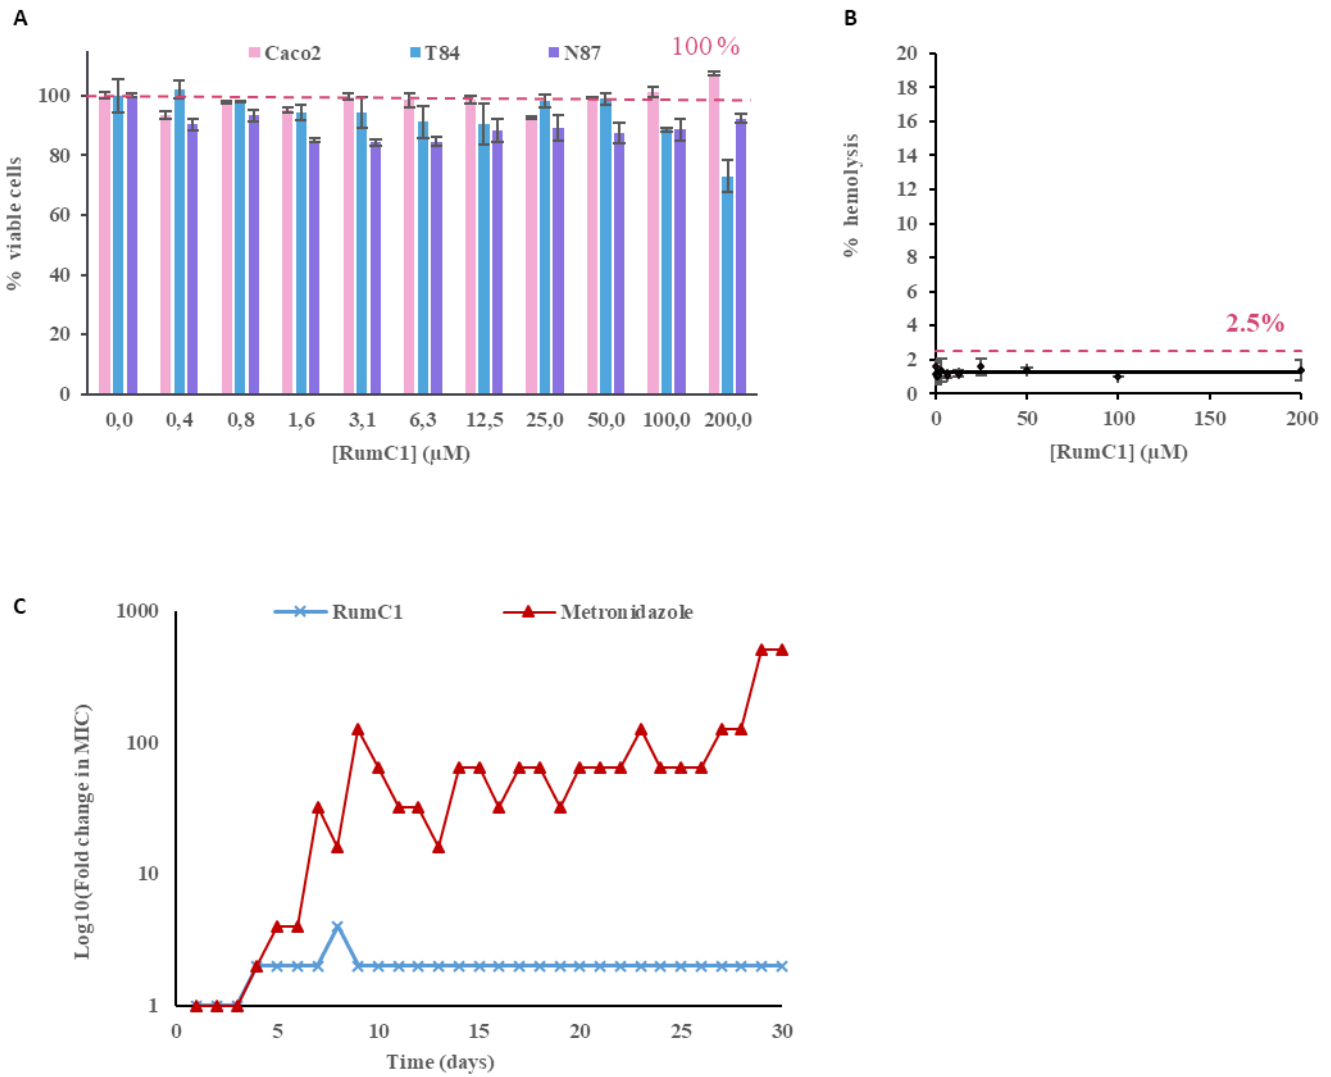 A
Caco2 T84 N87
100 %
100
80
60
40
20
0
% viable cells
0,0 0,4 0,8 1,6 3,1 6,3 12,5 25,0 50,0 100,0 200,0
[RumC1] (µM)
B
20
18
16
14
12
10
8
6
4
2
0
% hemolysis
2.5%
0 50 100 150 200
[RumC1] (µM)
C
RumC1 Metronidazole
1000
100
10
1
Log10(Fold change in MIC)
0 5 10 15 20 25 30
Time (days)